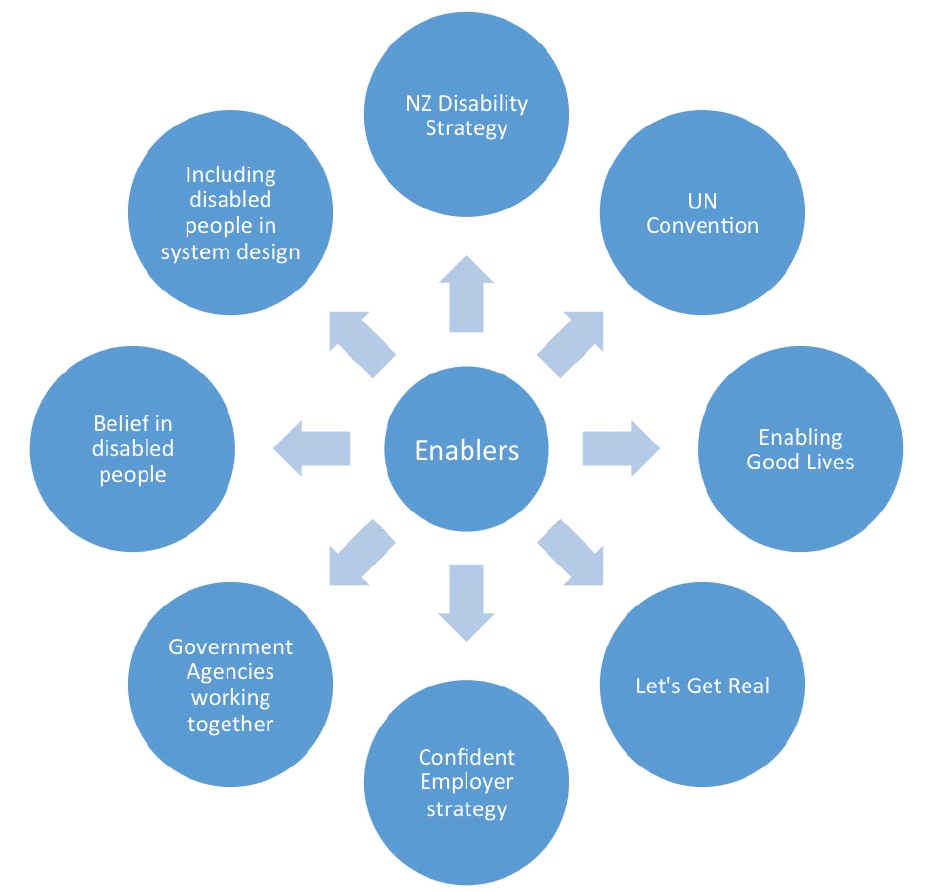 NZ Disability
Strategy
UN
Convention
Enabling
Good Lives
Let's Get Real
Confident
Employer
strategy
Government
Agencies
working
together
Belief in
disabled
people
Including
disabled
people in
system design
Enablers